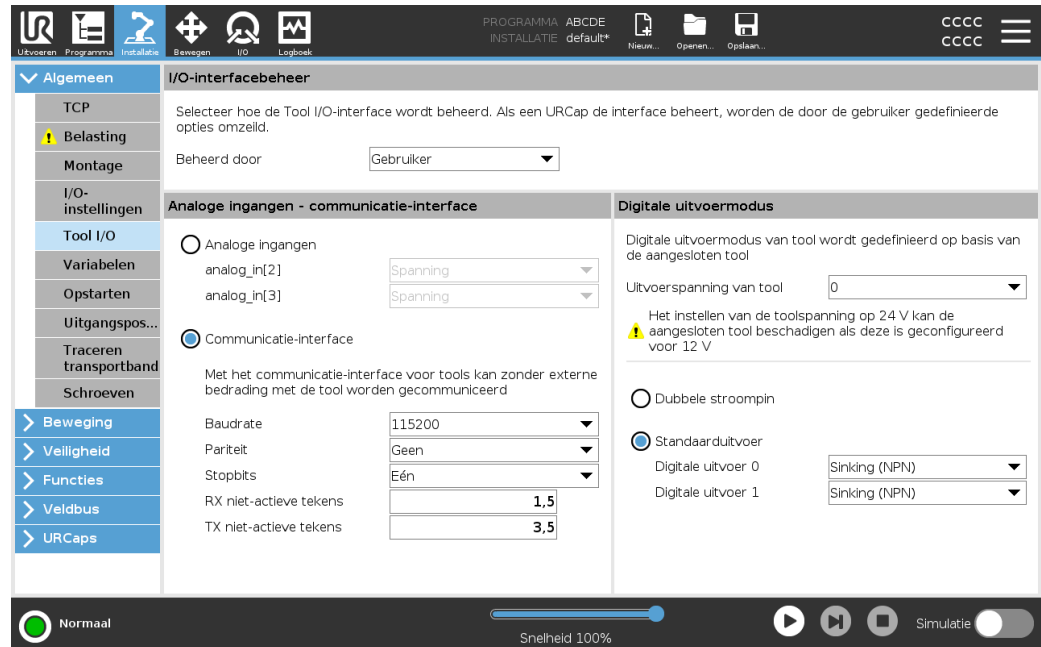 UR
Uitvoeren
Programma
Installatie
Bewegen
I/O
Logboek
PROGRAMMA ABCDE
INSTALLATIE default*
Nieuw...
Openen...
Opslaan...
CCCC
CCCC
Algemeen
TCP
Belasting
Montage
I/O-
instellingen
Tool I/O
Variabelen
Opstarten
Uitgangspos...
Traceren
transportband
Schroeven
Beweging
Veiligheid
Functies
Veldbus
URCaps
I/O-interfacebeheer
Selecteer hoe de Tool I/O-interface wordt beheerd. Als een URCap de interface beheert, worden de door de gebruiker gedefinieerde
opties omzeild.
Beheerd door Gebruiker
Analoge ingangen - communicatie-interface
Analoge ingangen
analog_in[2] Spanning
analog_in[3] Spanning
Communicatie-interface
Met het communicatie-interface voor tools kan zonder externe
bedrading met de tool worden gecommuniceerd
Baudrate 115200
Pariteit Geen
Stopbits Eén
RX niet-actieve tekens 1,5
TX niet-actieve tekens 3,5
Digitale uitvoermodus
Digitale uitvoermodus van tool wordt gedefinieerd op basis van
de aangesloten tool
Uitvoerspanning van tool 0
Het instellen van de toolspanning op 24 V kan de
aangesloten tool beschadigen als deze is geconfigureerd
voor 12 V
Dubbele stroompin
Standaarduitvoer
Digitale uitvoer 0 Sinking (NPN)
Digitale uitvoer 1 Sinking (NPN)
Normaal
Snelheid 100%
Simulatie